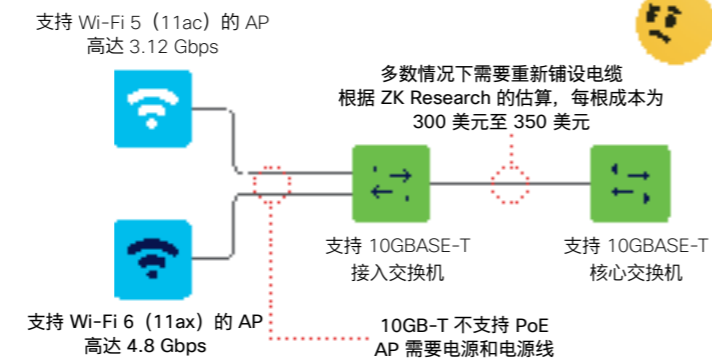 支持 Wi-Fi 5（11ac）的 AP
高达 3.12 Gbps
多数情况下需要重新铺设电缆
根据 ZK Research 的估算，每根成本为
300 美元至 350 美元
支持 10GBASE-T
接入交换机
支持 10GBASE-T
核心交换机
支持 Wi-Fi 6（11ax）的 AP
高达 4.8 Gbps
10GB-T 不支持 PoE
AP 需要电源和电源线